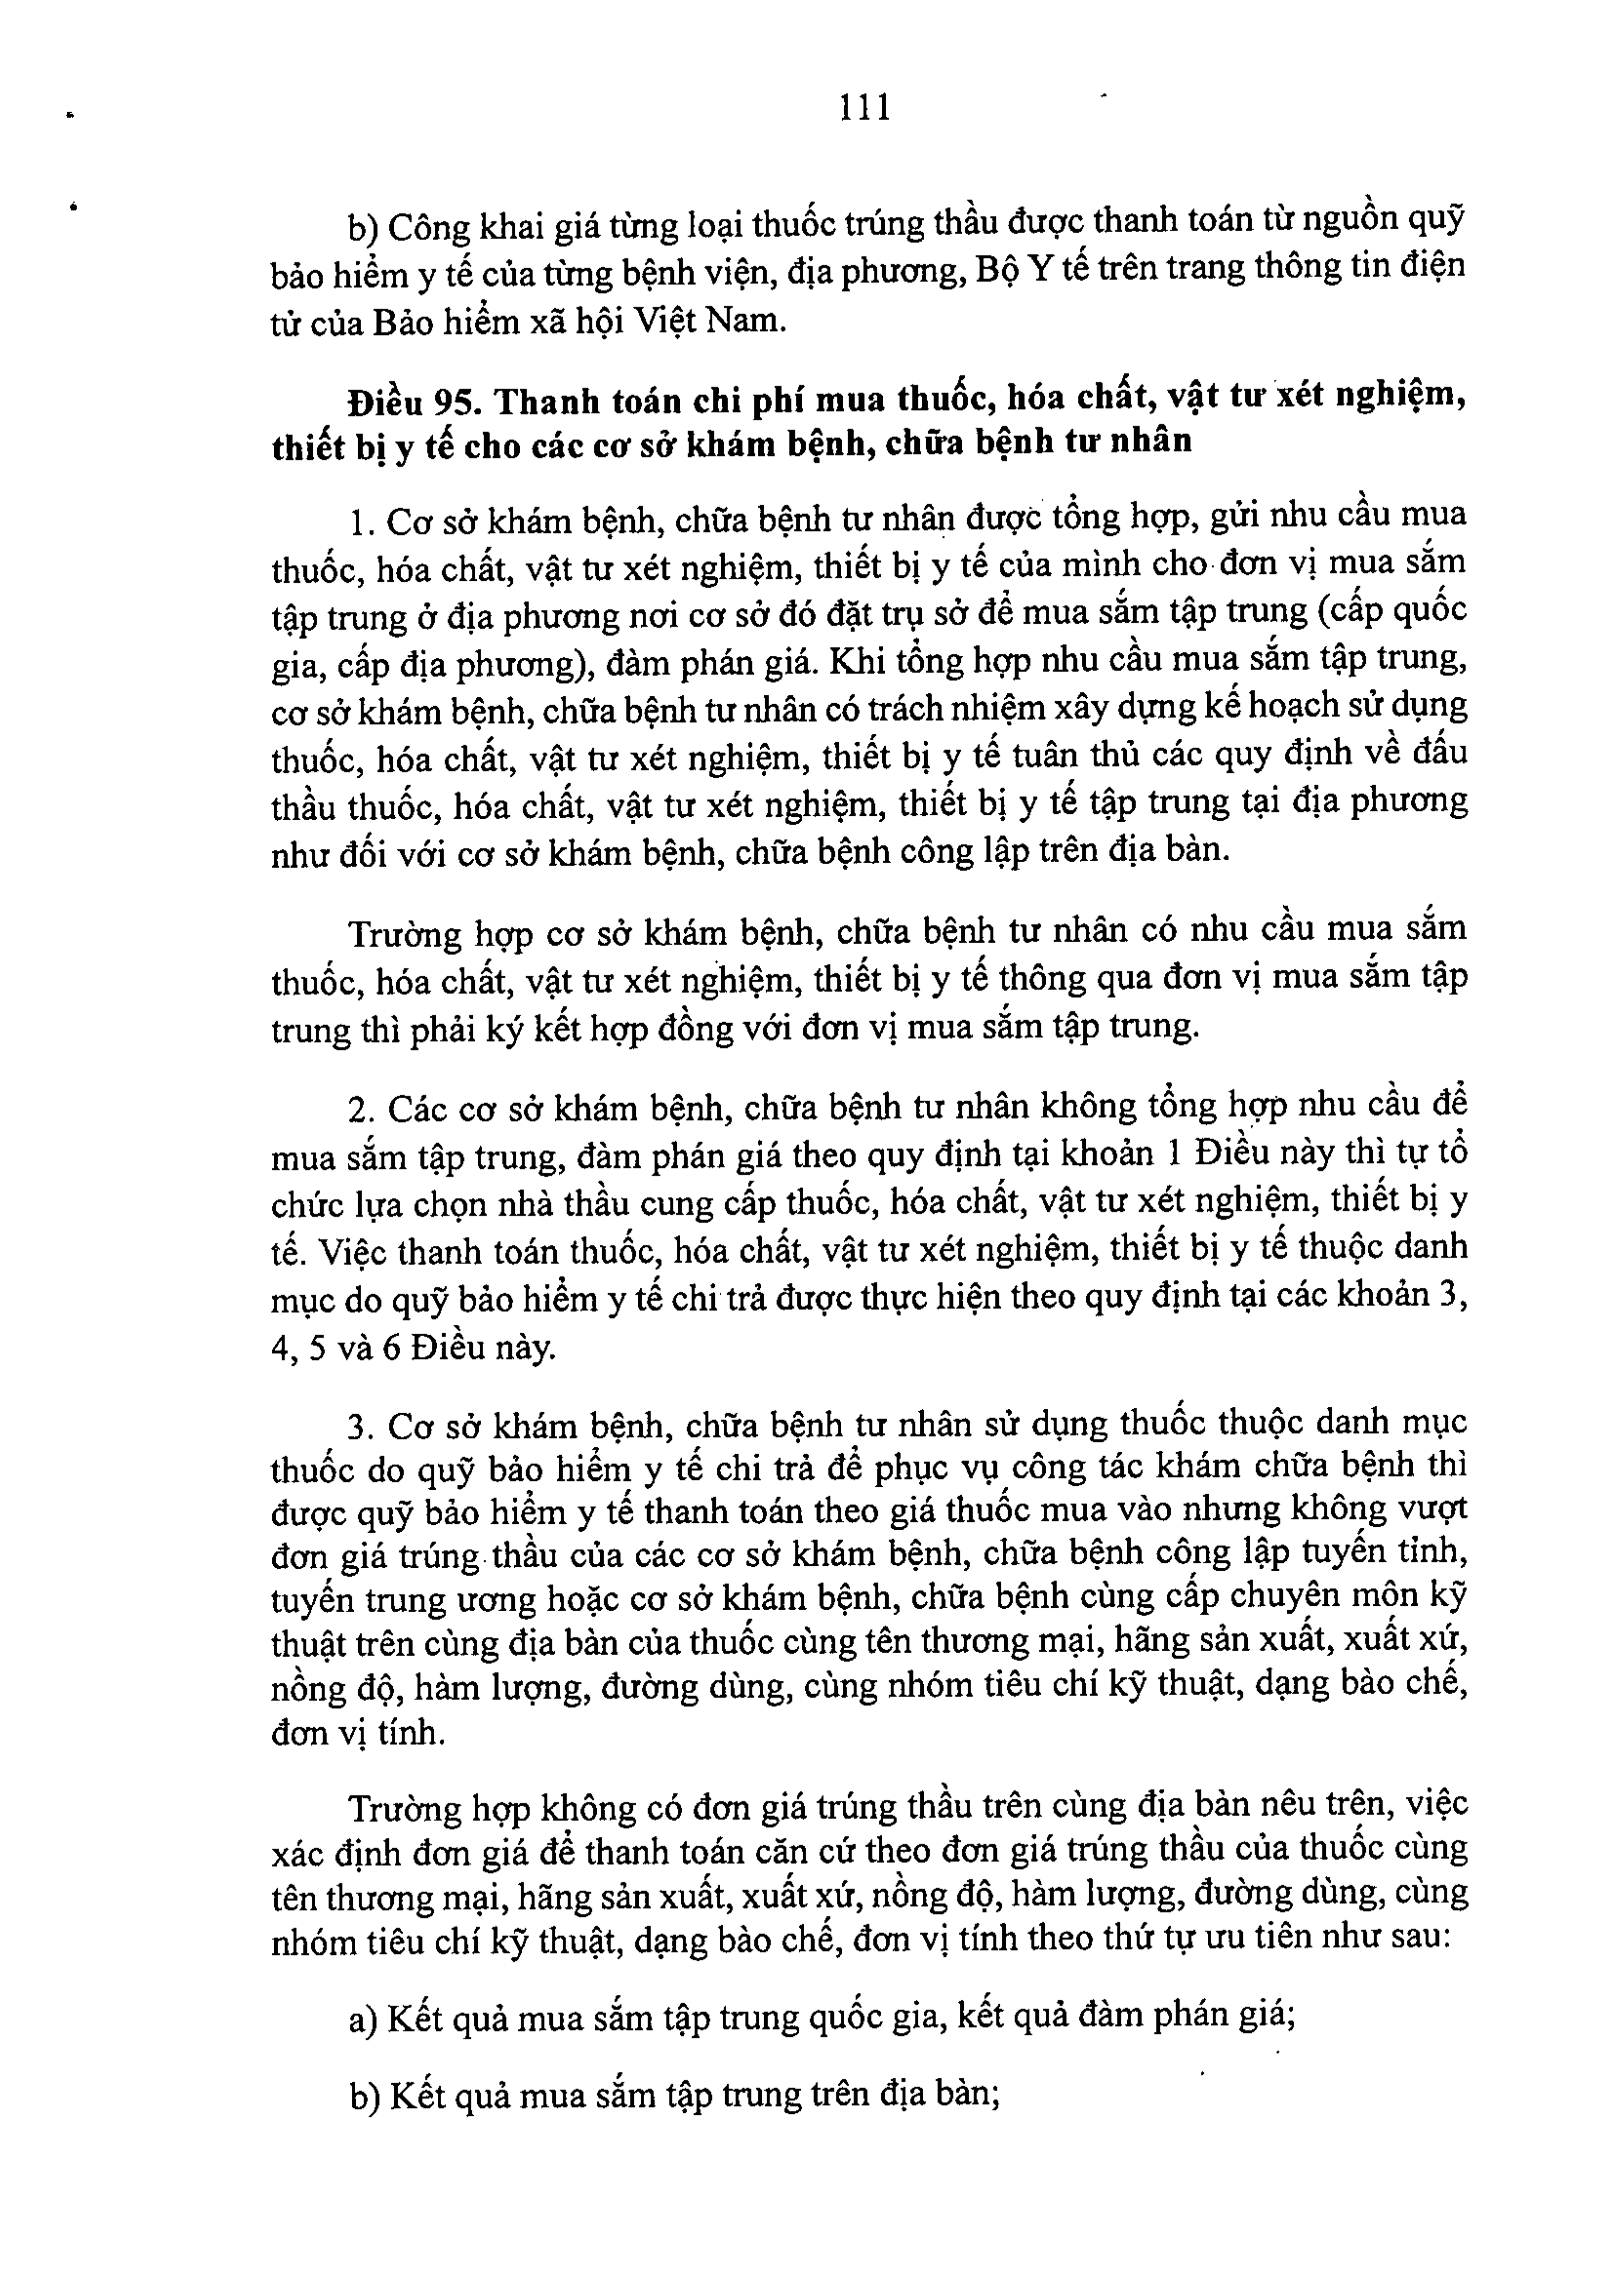 111
b) Công khai giá từng loại thuốc trúng thầu được thanh toán từ nguồn quỹ
bảo hiểm y tế của từng bệnh viện, địa phương, Bộ Y tế trên trang thông tin điện
tử của Bảo hiểm xã hội Việt Nam.
Điều 95. Thanh toán chi phí mua thuốc, hóa chất, vật tư xét nghiệm,
thiết bị y tế cho các cơ sở khám bệnh, chữa bệnh tư nhân
1. Cơ sở khám bệnh, chữa bệnh tư nhân được tổng hợp, gửi nhu cầu mua
thuốc, hóa chất, vật tư xét nghiệm, thiết bị y tế của mình cho đơn vị mua sắm
tập trung ở địa phương nơi cơ sở đó đặt trụ sở để mua sắm tập trung (cấp quốc
gia, cấp địa phương), đàm phán giá. Khi tổng hợp nhu cầu mua sắm tập trung,
cơ sở khám bệnh, chữa bệnh tư nhân có trách nhiệm xây dựng kế hoạch sử dụng
thuốc, hóa chất, vật tư xét nghiệm, thiết bị y tế tuân thủ các quy định về đấu
thầu thuốc, hóa chất, vật tư xét nghiệm, thiết bị y tế tập trung tại địa phương
như đối với cơ sở khám bệnh, chữa bệnh công lập trên địa bàn.
Trường hợp cơ sở khám bệnh, chữa bệnh tư nhân có nhu cầu mua sắm
thuốc, hóa chất, vật tư xét nghiệm, thiết bị y tế thông qua đơn vị mua sắm tập
trung thì phải ký kết hợp đồng với đơn vị mua sắm tập trung.
2. Các cơ sở khám bệnh, chữa bệnh tư nhân không tổng hợp nhu cầu để
mua sắm tập trung, đàm phán giá theo quy định tại khoản 1 Điều này thì tự tổ
chức lựa chọn nhà thầu cung cấp thuốc, hóa chất, vật tư xét nghiệm, thiết bị y
tế. Việc thanh toán thuốc, hóa chất, vật tư xét nghiệm, thiết bị y tế thuộc danh
mục do quỹ bảo hiểm y tế chi trả được thực hiện theo quy định tại các khoản 3,
4, 5 và 6 Điều này.
3. Cơ sở khám bệnh, chữa bệnh tư nhân sử dụng thuốc thuộc danh mục
thuốc do quỹ bảo hiểm y tế chi trả để phục vụ công tác khám chữa bệnh thì
được quỹ bảo hiểm y tế thanh toán theo giá thuốc mua vào nhưng không vượt
đơn giá trúng thầu của các cơ sở khám bệnh, chữa bệnh công lập tuyến tỉnh,
tuyến trung ương hoặc cơ sở khám bệnh, chữa bệnh cùng cấp chuyên môn kỹ
thuật trên cùng địa bàn của thuốc cùng tên thương mại, hãng sản xuất, xuất xứ,
nồng độ, hàm lượng, đường dùng, cùng nhóm tiêu chí kỹ thuật, dạng bào chế,
đơn vị tính.
Trường hợp không có đơn giá trúng thầu trên cùng địa bàn nêu trên, việc
xác định đơn giá để thanh toán căn cứ theo đơn giá trúng thầu của thuốc cùng
tên thương mại, hãng sản xuất, xuất xứ, nồng độ, hàm lượng, đường dùng, cùng
nhóm tiêu chí kỹ thuật, dạng bào chế, đơn vị tính theo thứ tự ưu tiên như sau:
a) Kết quả mua sắm tập trung quốc gia, kết quả đàm phán giá;
b) Kết quả mua sắm tập trung trên địa bàn;